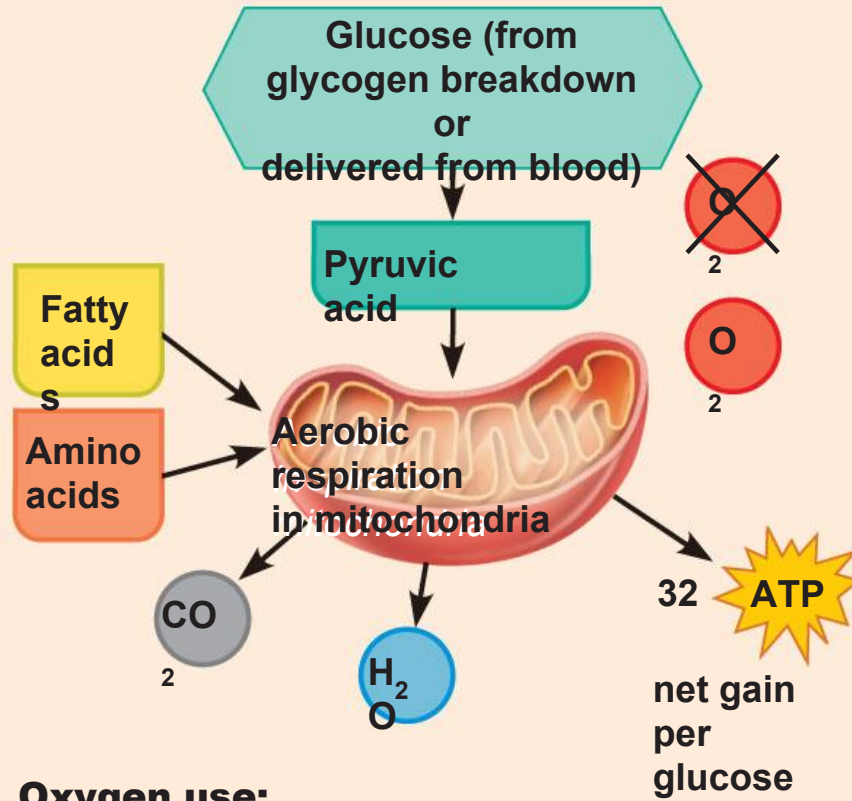 Glucose (from
glycogen breakdown
or
delivered from blood)
O
2
Pyruvic
acid
O
2
Fatty
acid
s
Amino
acids
Aerobic
respiration
in mitochondria
CO
2
H2
O
32
ATP
net gain
per
glucose
Oxygen use: